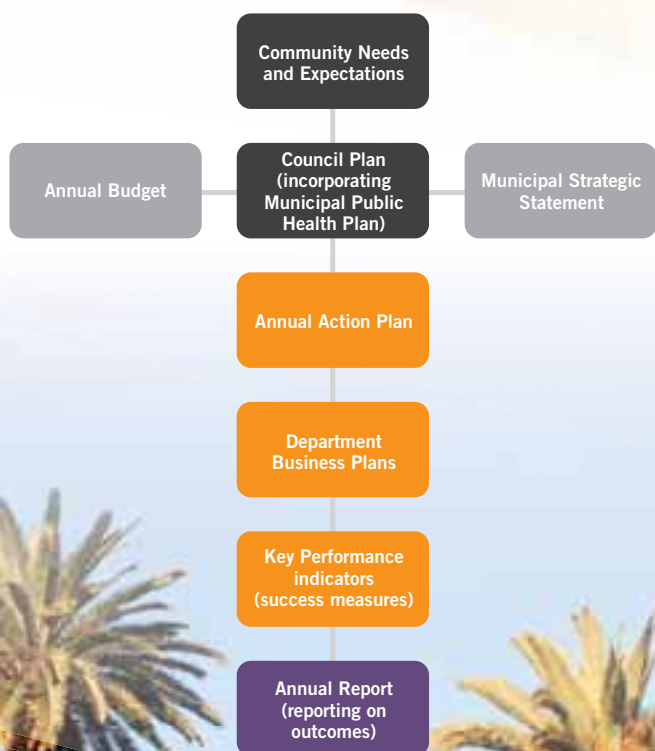 Community Needs
and Expectations
Annual Budget
Council Plan
(incorporating
Municipal Public
Health Plan)
Municipal Strategic
Statement
Annual Action Plan
Department
Business Plans
Key Performance
indicators
(success measures)
Annual Report
(reporting on
outcomes)